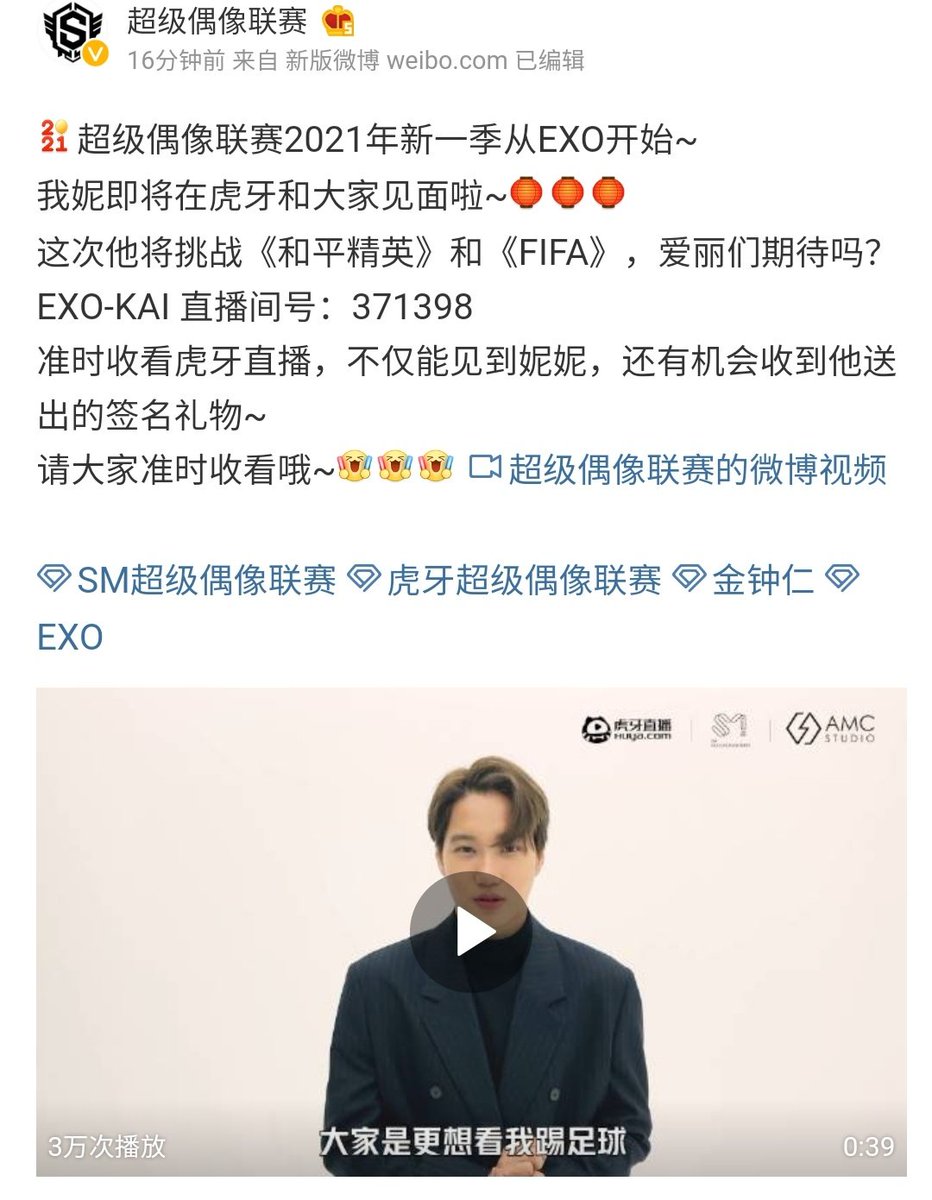 超级偶像联赛
16分钟前 来自 新版微博 weibo.com 已编辑
2021 超级偶像联赛2021年新一季从EXO开始~
我妮即将在虎牙和大家见面啦~
这次他将挑战《和平精英》和《FIFA》，爱丽们期待吗？
EXO-KAI 直播间号：371398
准时收看虎牙直播，不仅能见到妮妮，还有机会收到他送
出的签名礼物~
请大家准时收看哦~ 超级偶像联赛的微博视频
SM超级偶像联赛 虎牙超级偶像联赛 金钟仁
EXO
虎牙直播 HUYA.COM SM AMC STUDIO
大家是更想看我踢足球
3万次播放 0:39